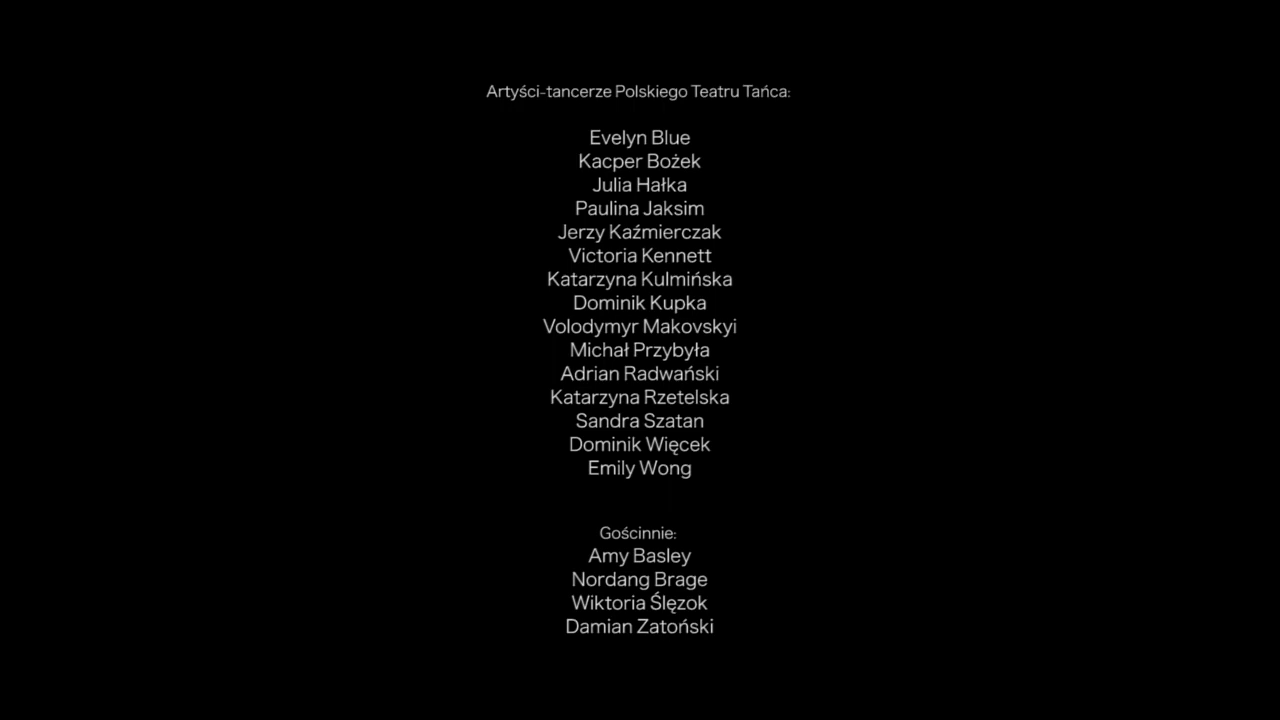 Artyści-tancerze Polskiego Teatru Tańca:
Evelyn Blue
Kacper Bożek
Julia Hałka
Paulina Jaksim
Jerzy Kaźmierczak
Victoria Kennett
Katarzyna Kulmińska
Dominik Kupka
Volodymyr Makovskyi
Michał Przybyła
Adrian Radwański
Katarzyna Rzetelska
Sandra Szatan
Dominik Więcek
Emily Wong
Gościnnie:
Amy Basley
Nordang Brage
Wiktoria Ślęzok
Damian Zatoński